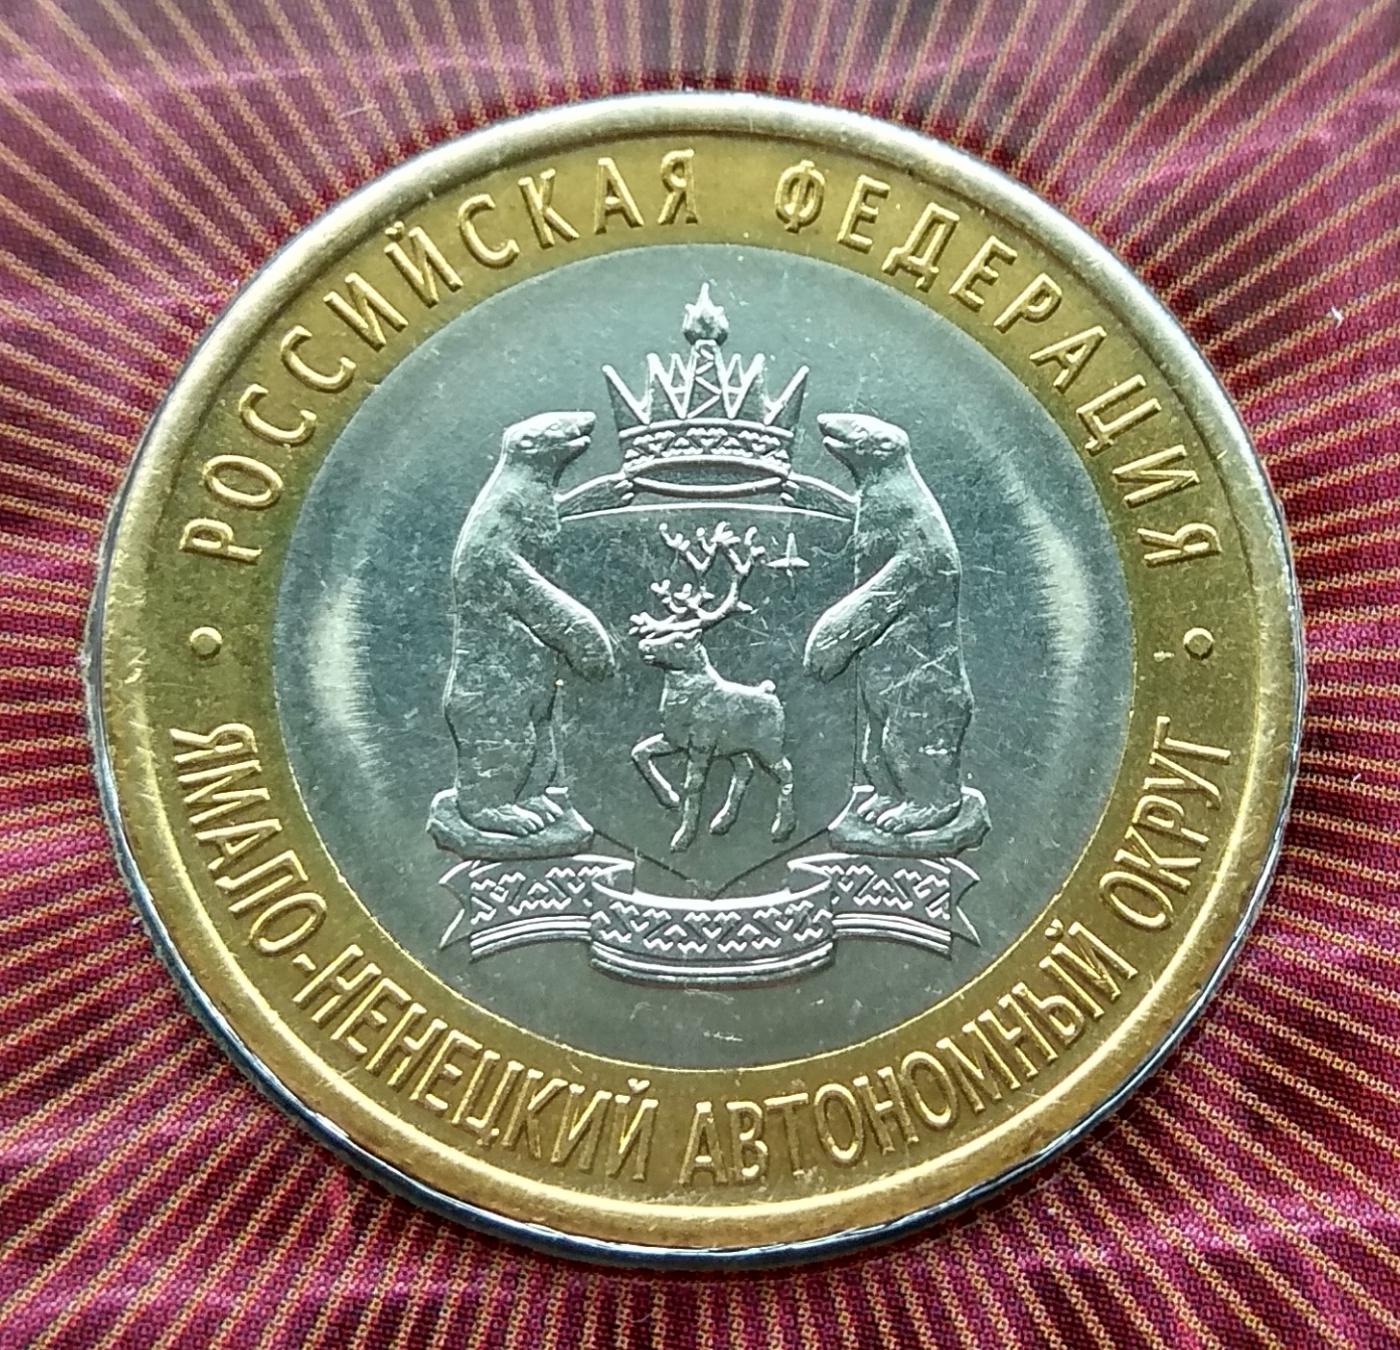 РОССИЙСКАЯ ФЕДЕРАЦИЯ
ЯМАЛО-НЕНЕЦКИЙ АВТОНОМНЫЙ ОКРУГ